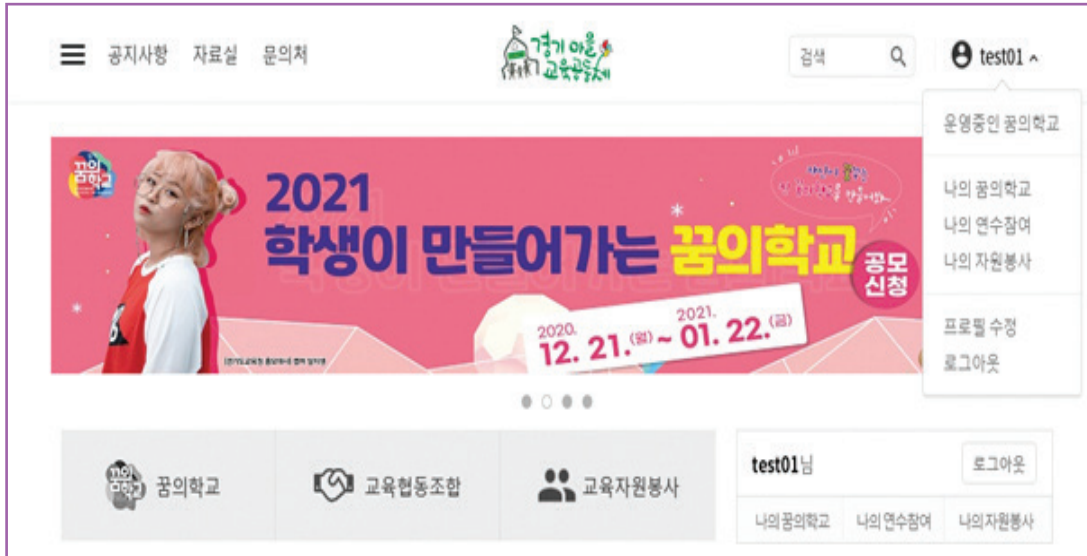 공지사항 자료실 문의처
경기마을
교육공동체
검색
test01
운영중인 꿈의학교
나의 꿈의학교
나의 연수참여
나의 자원봉사
프로필 수정
로그아웃
꿈의
학교
2021
학생이 만들어가는 꿈의학교
공모
신청
2020. 2021.
12. 21.(월) ~ 01. 22.(금)
꿈의학교
교육협동조합
교육자원봉사
test01님
로그아웃
나의꿈의학교 나의연수참여 나의자원봉사